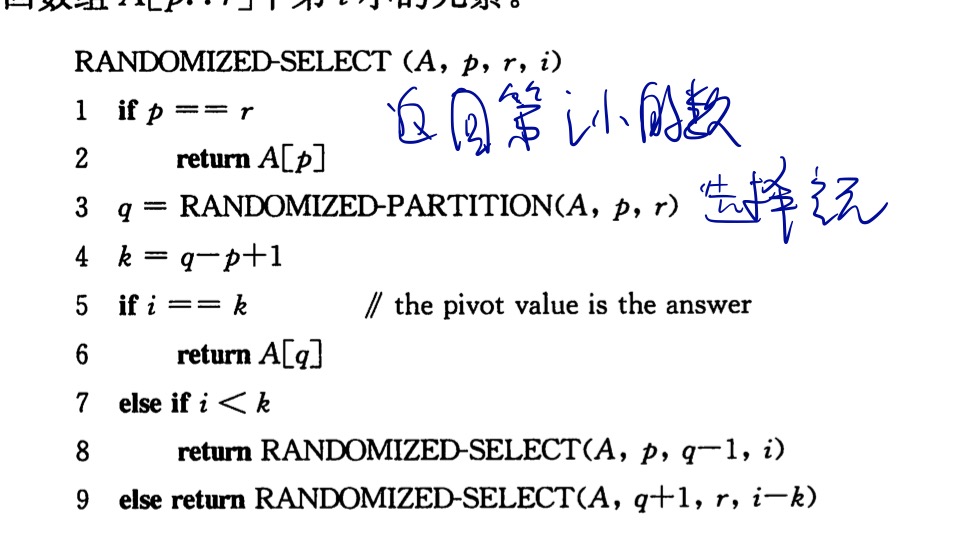 RANDOMIZED-SELECT (A, p, r, i)
1 if p == r
返回第 i 小的数
2 return A[p]
3 q = RANDOMIZED-PARTITION(A, p, r)
选择主元
4 k = q-p+1
5 if i == k // the pivot value is the answer
6 return A[q]
7 else if i < k
8 return RANDOMIZED-SELECT(A, p, q-1, i)
9 else return RANDOMIZED-SELECT(A, q+1, r, i-k)